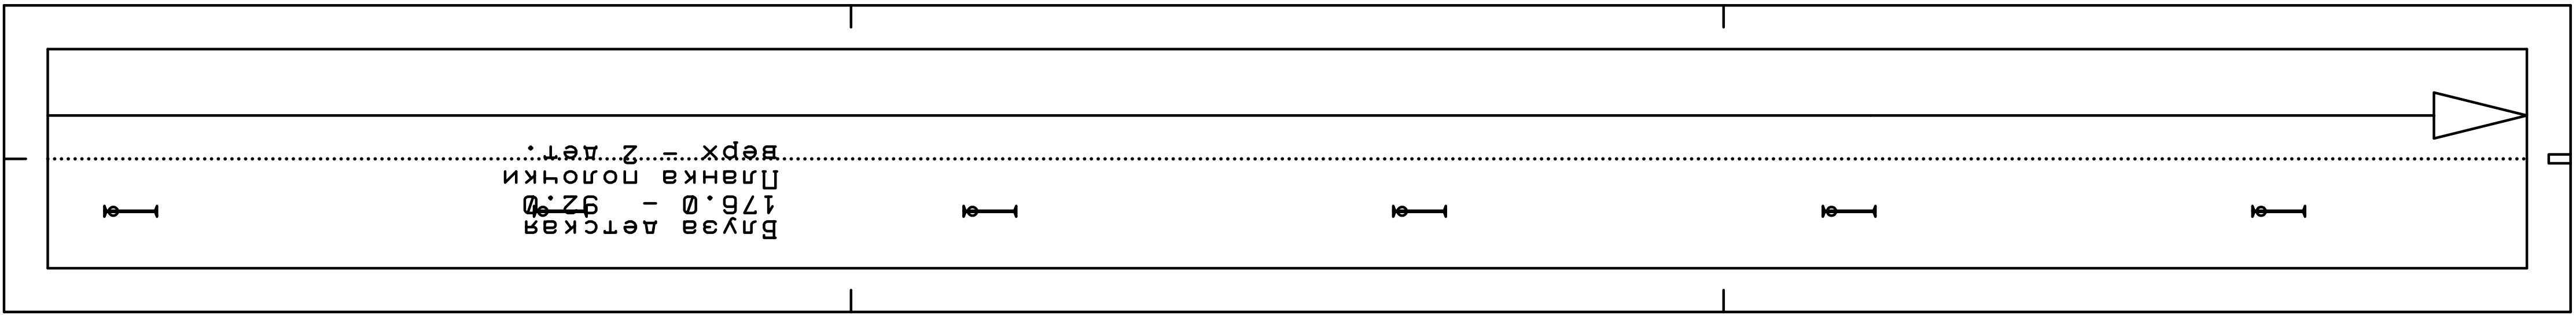 Блуза детская
176.0 - 92.0
Планка полочки
верх - 2 дет.